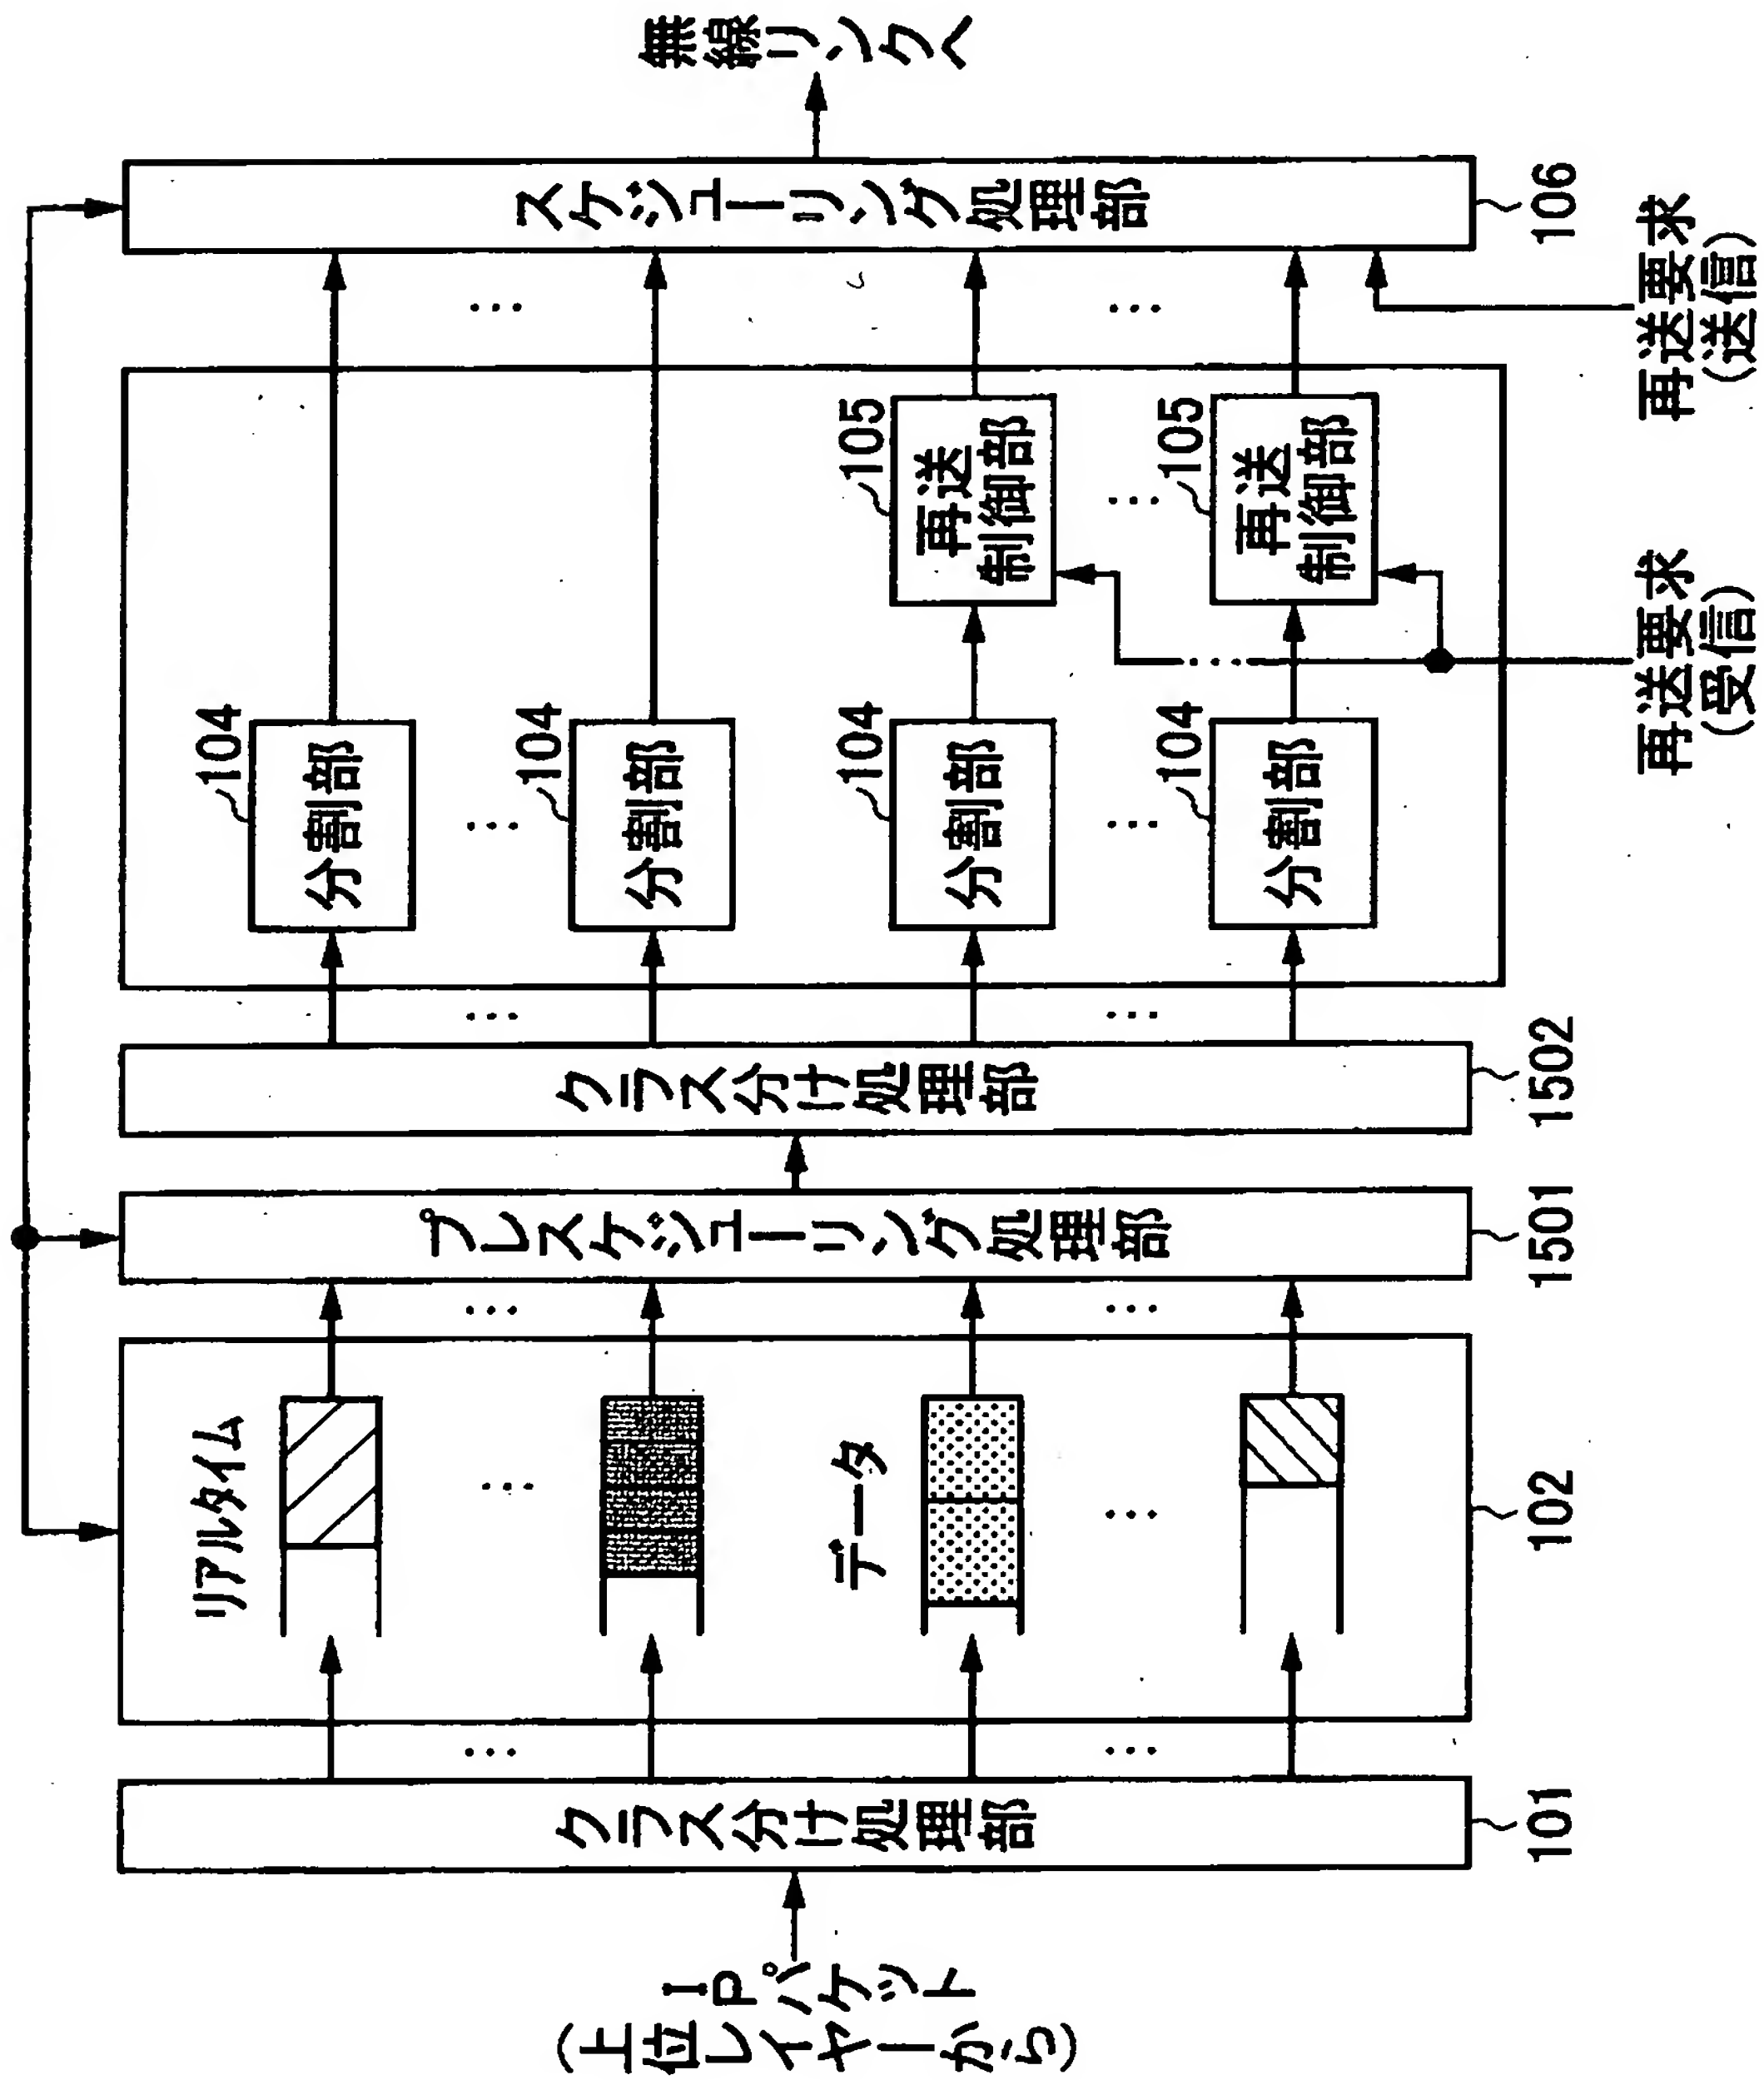 IPパケット
(上位レイヤーから)
クラス分け処理部
101
リアルタイム
…
データ
…
102
プレスケジューリング処理部
1501
クラス分け処理部
1502
104
分割部
…
104
分割部
104
分割部
…
104
分割部
105
再送
制御部
…
105
再送
制御部
再送要求
(受信)
スケジューリング処理部
106
再送要求
(送信)
無線リンクへ